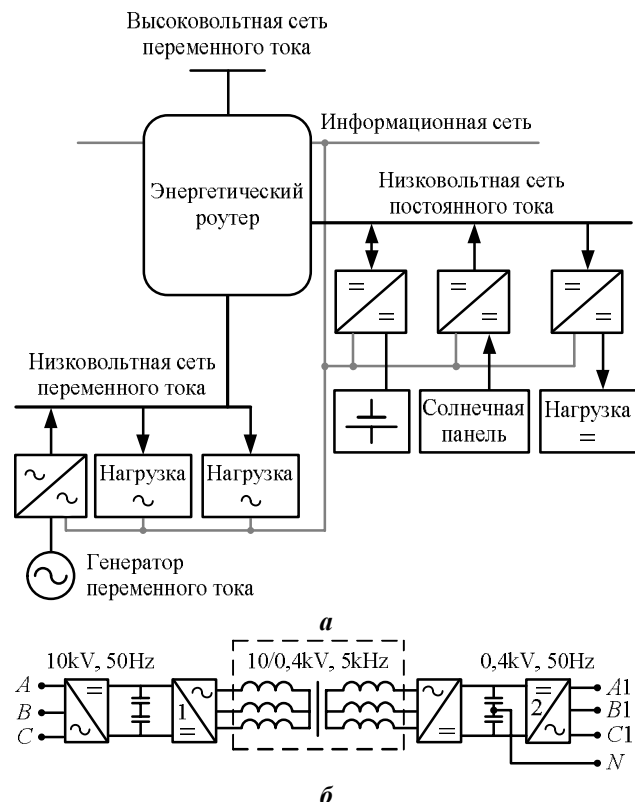 Высоковольтная сеть
переменного тока
Информационная сеть
Энергетический
роутер
Низковольтная сеть
постоянного тока
Низковольтная сеть
переменного тока
Солнечная
панель
Нагрузка
=
Нагрузка
~
Нагрузка
~
Генератор
переменного тока
а
10kV, 50Hz
10/0,4kV, 5kHz
0,4kV, 50Hz
A
B
C
1
2
A1
B1
C1
N
б